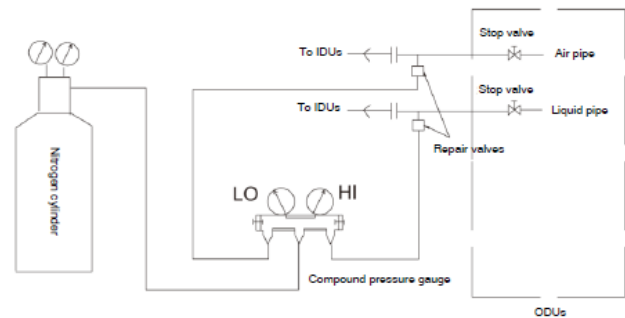 Stop valve
To IDUs
Air pipe
Stop valve
To IDUs
Liquid pipe
Repair valves
Nitrogen cylinder
LO
HI
Compound pressure gauge
ODUs